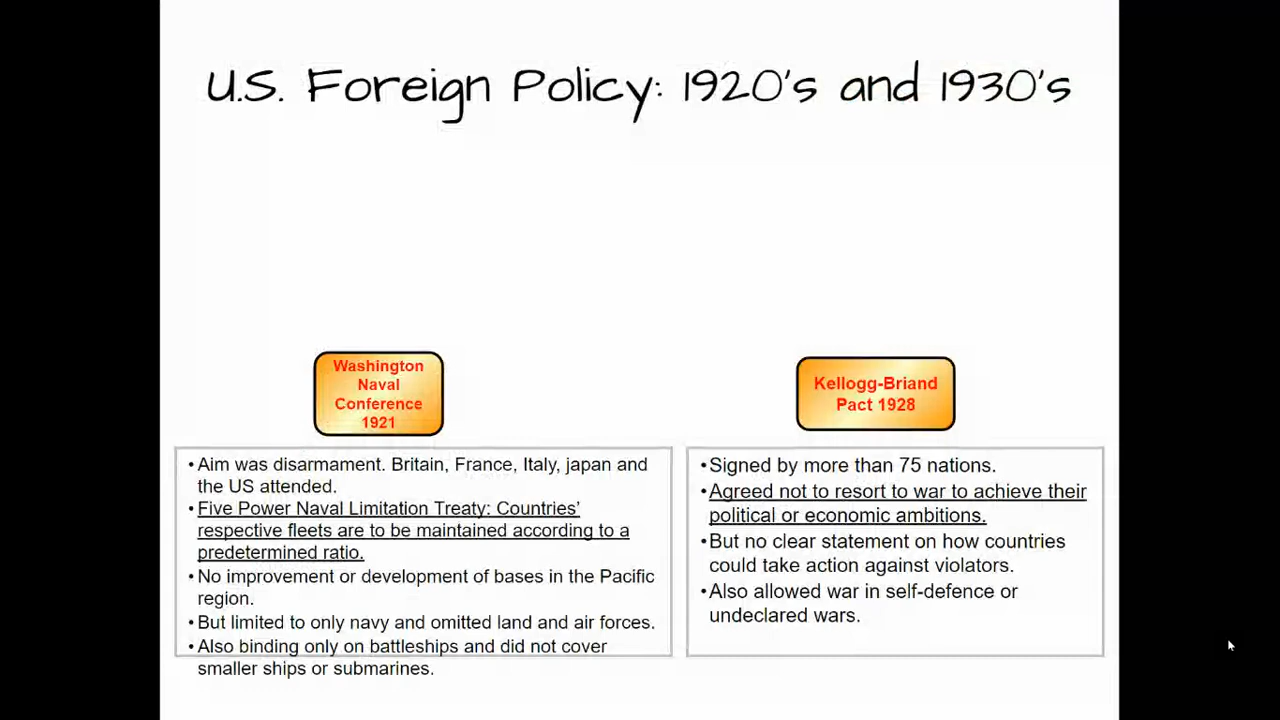 U.S. Foreign Policy: 1920's and 1930's
Washington
Naval
Conference
1921
•Aim was disarmament. Britain, France, Italy, japan and
the US attended.
•Five Power Naval Limitation Treaty: Countries'
respective fleets are to be maintained according to a
predetermined ratio.
•No improvement or development of bases in the Pacific
region.
•But limited to only navy and omitted land and air forces.
•Also binding only on battleships and did not cover
smaller ships or submarines.
Kellogg-Briand
Pact 1928
•Signed by more than 75 nations.
•Agreed not to resort to war to achieve their
political or economic ambitions.
•But no clear statement on how countries
could take action against violators.
•Also allowed war in self-defence or
undeclared wars.